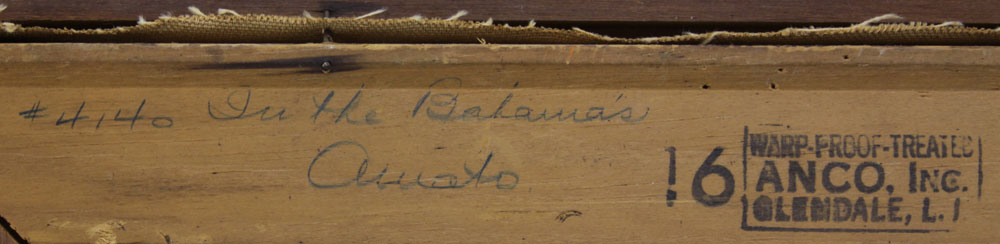 #4140 In the Bahama's
Amato
16
WARP-PROOF-TREATED
ANCO, INC.
GLENDALE, L.I